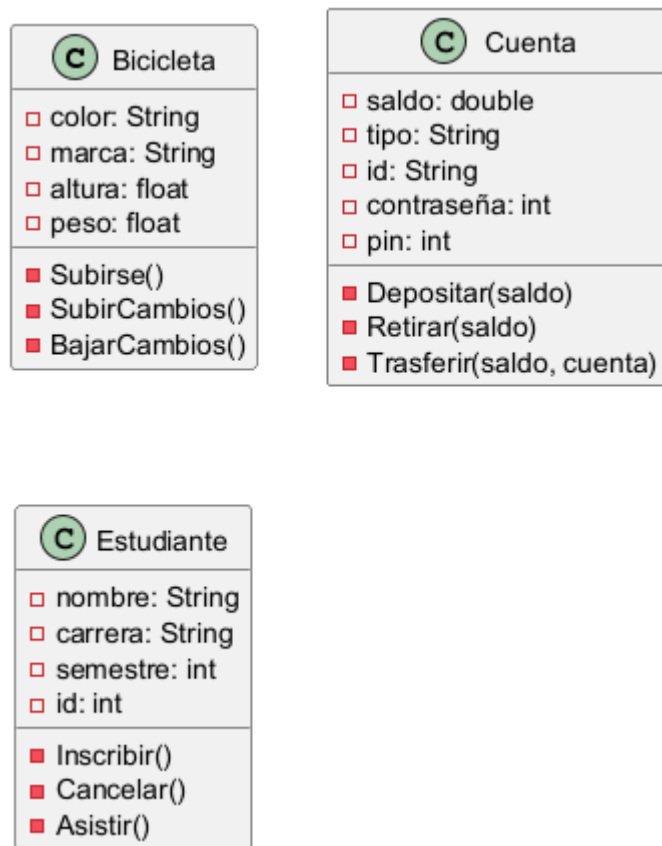 C Bicicleta
color: String
marca: String
altura: float
peso: float
Subirse()
SubirCambios()
BajarCambios()
C Cuenta
saldo: double
tipo: String
id: String
contraseña: int
pin: int
Depositar(saldo)
Retirar(saldo)
Trasferir(saldo, cuenta)
C Estudiante
nombre: String
carrera: String
semestre: int
id: int
Inscribir()
Cancelar()
Asistir()